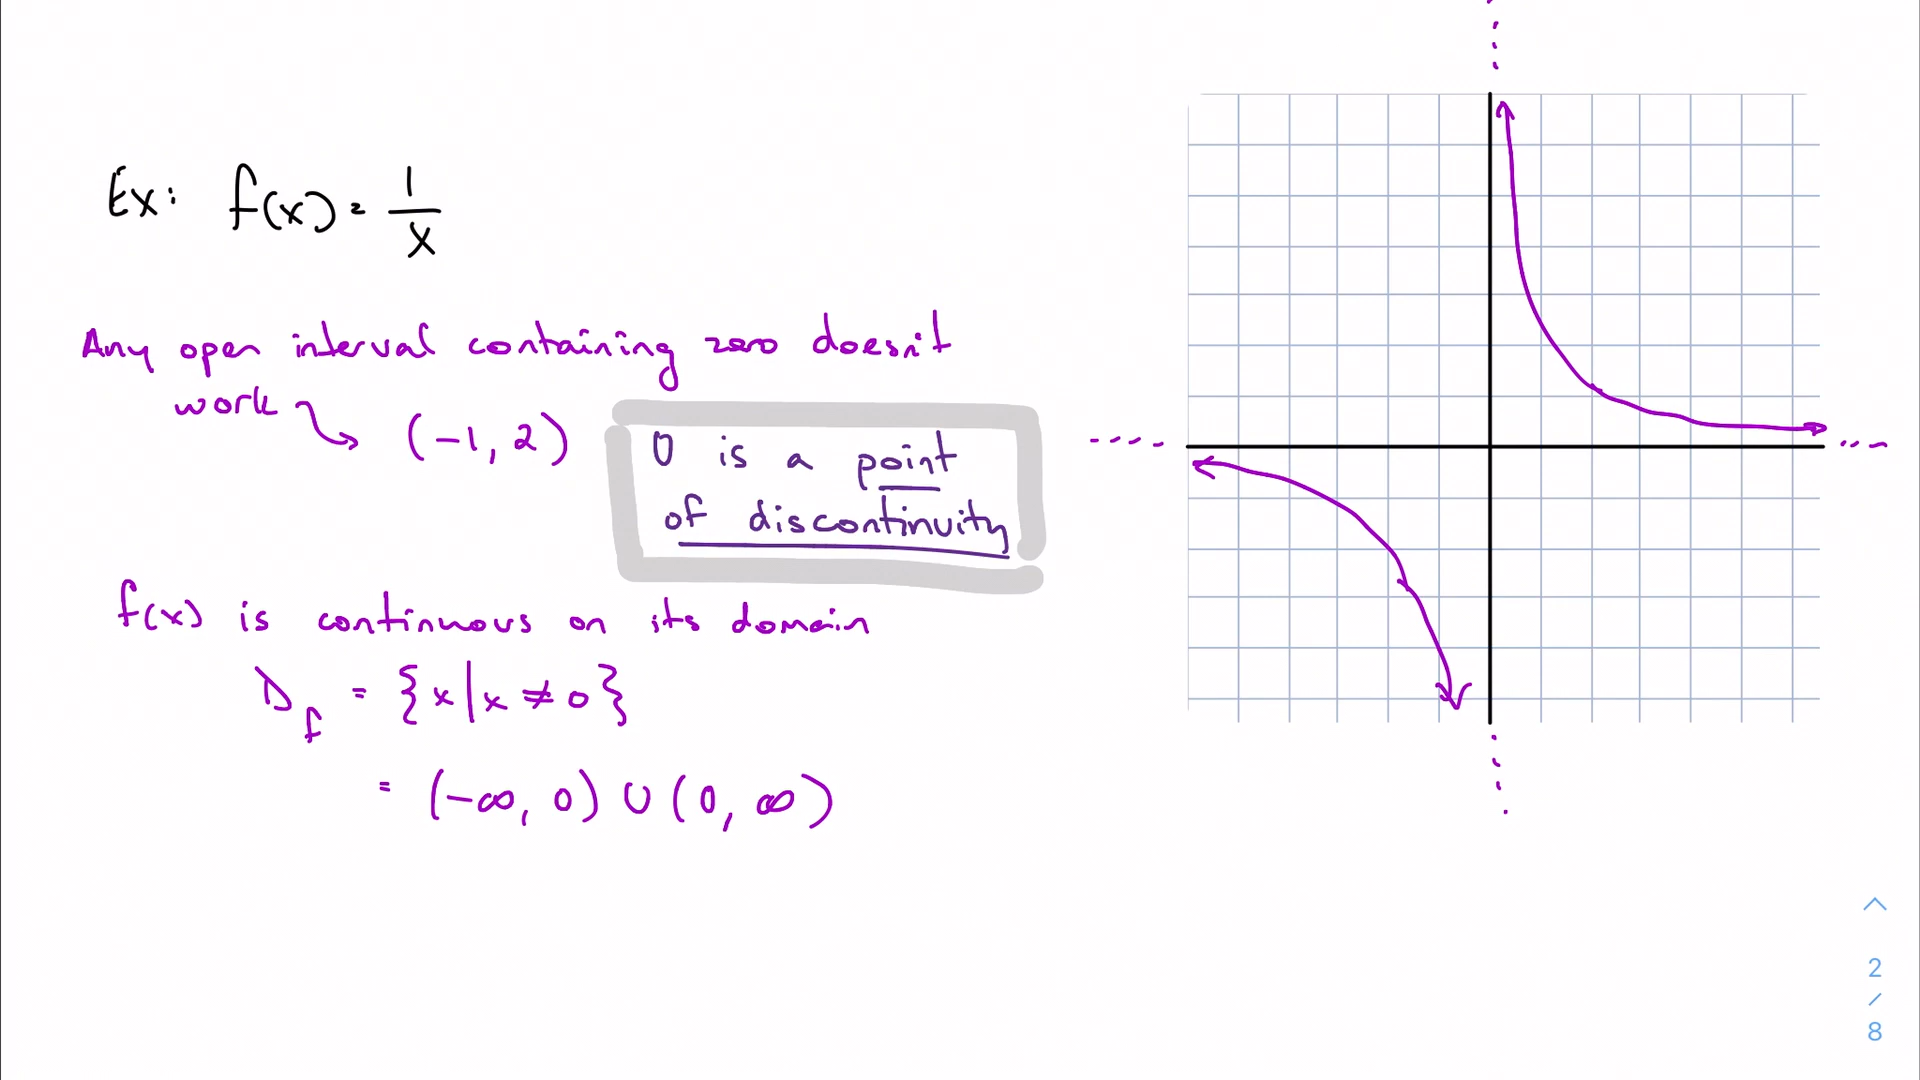 Ex: f(x) = 1/x
Any open interval containing zero doesn't
work → (-1, 2)
0 is a point
of discontinuity
f(x) is continuous on its domain
D_f = {x | x ≠ 0}
= (-∞, 0) ∪ (0, ∞)
2
/
8